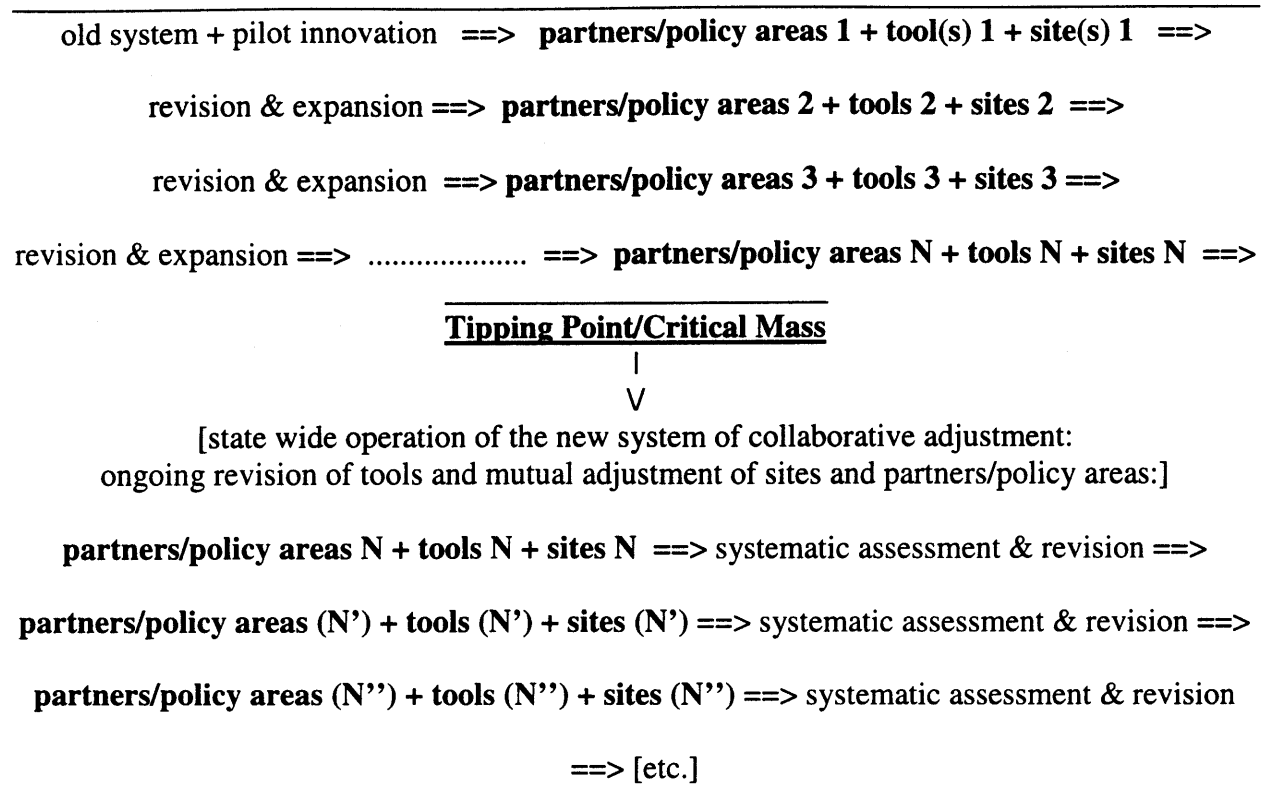 old system + pilot innovation ==> partners/policy areas 1 + tool(s) 1 + site(s) 1 ==>
revision & expansion ==> partners/policy areas 2 + tools 2 + sites 2 ==>
revision & expansion ==> partners/policy areas 3 + tools 3 + sites 3 ==>
revision & expansion ==> .................... ==> partners/policy areas N + tools N + sites N ==>
Tipping Point/Critical Mass
|
V
[state wide operation of the new system of collaborative adjustment:
ongoing revision of tools and mutual adjustment of sites and partners/policy areas:]
partners/policy areas N + tools N + sites N ==> systematic assessment & revision ==>
partners/policy areas (N’) + tools (N’) + sites (N’) ==> systematic assessment & revision ==>
partners/policy areas (N’’) + tools (N’’) + sites (N’’) ==> systematic assessment & revision
==> [etc.]